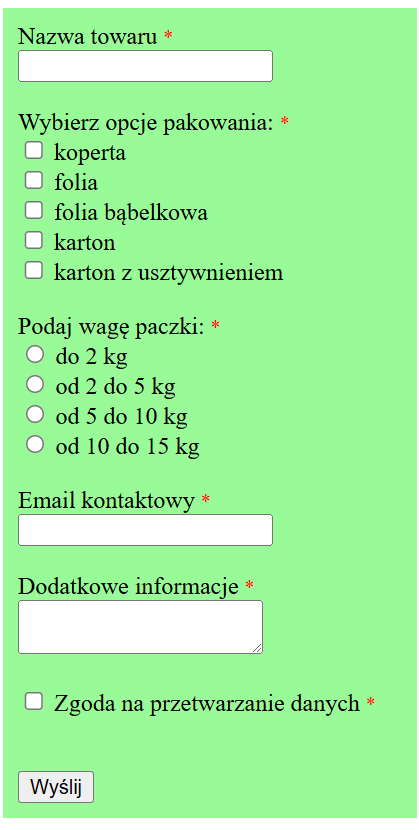 Nazwa towaru *
Wybierz opcje pakowania: *
koperta
folia
folia bąbelkowa
karton
karton z usztywnieniem
Podaj wagę paczki: *
do 2 kg
od 2 do 5 kg
od 5 do 10 kg
od 10 do 15 kg
Email kontaktowy *
Dodatkowe informacje *
Zgoda na przetwarzanie danych *
Wyślij